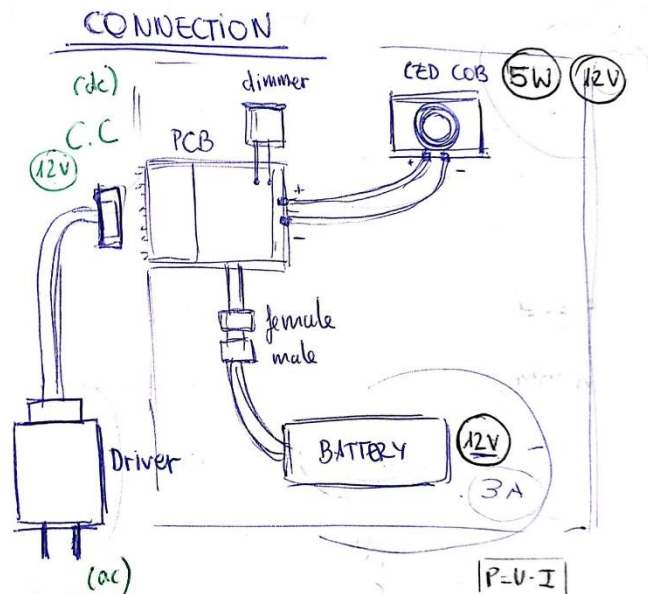 CONNECTION
(dc)
C.C
12V
dimmer
PCB
LED COB
5W
12V
+
-
+
-
female
male
Driver
BATTERY
12V
3A
(ac)
P=U·I